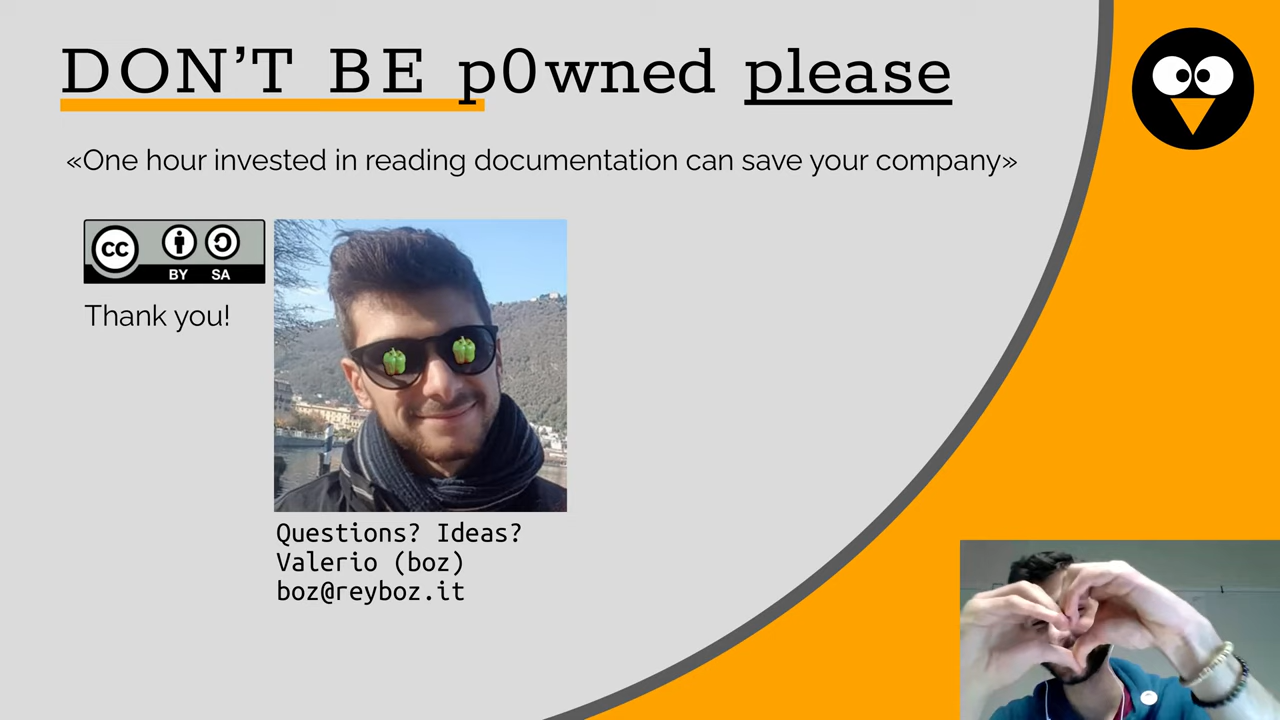 DON’T BE p0wned please
«One hour invested in reading documentation can save your company»
cc
BY SA
Thank you!
Questions? Ideas?
Valerio (boz)
boz@reyboz.it